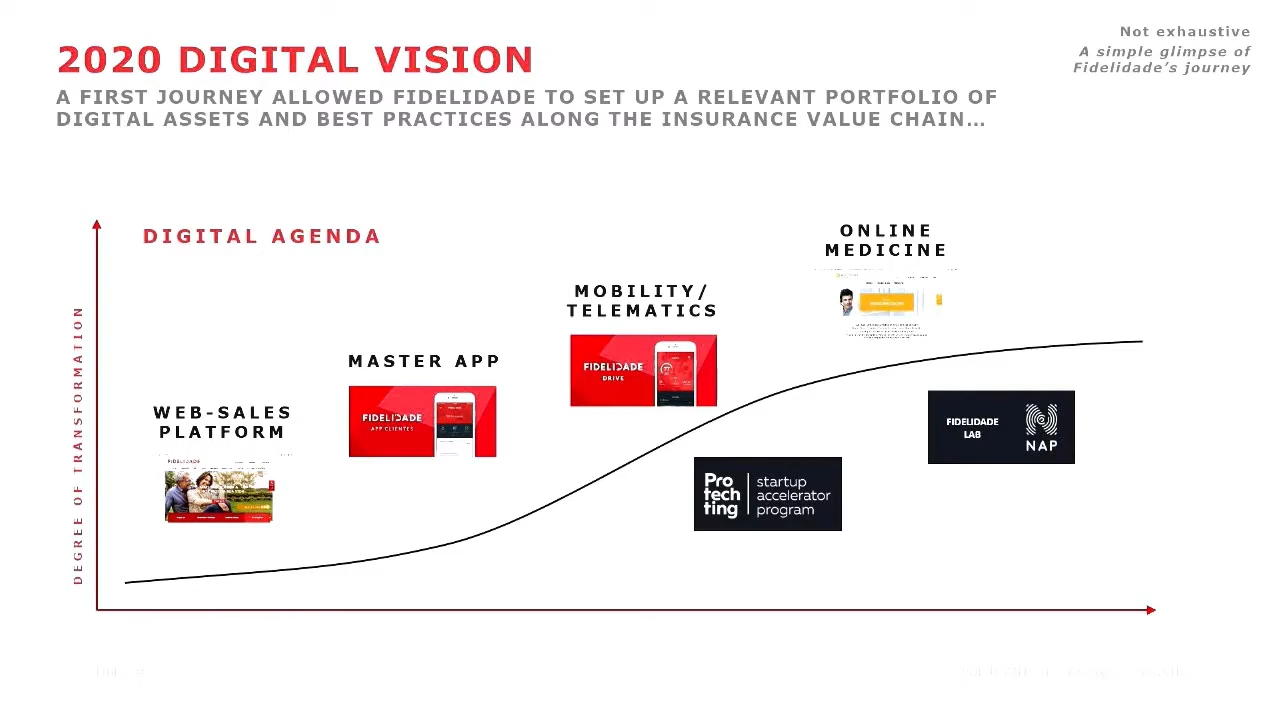 Not exhaustive
A simple glimpse of
Fidelidade's journey
2020 DIGITAL VISION
A FIRST JOURNEY ALLOWED FIDELIDADE TO SET UP A RELEVANT PORTFOLIO OF
DIGITAL ASSETS AND BEST PRACTICES ALONG THE INSURANCE VALUE CHAIN…
DIGITAL AGENDA
DEGREE OF TRANSFORMATION
WEB-SALES
PLATFORM
FIDELIDADE
MASTER APP
FIDELIDADE
APP CLIENTES
MOBILITY/
TELEMATICS
FIDELIDADE
DRIVE
ONLINE
MEDICINE
Pro
tech
ting
startup
accelerator
program
FIDELIDADE
LAB
NAP